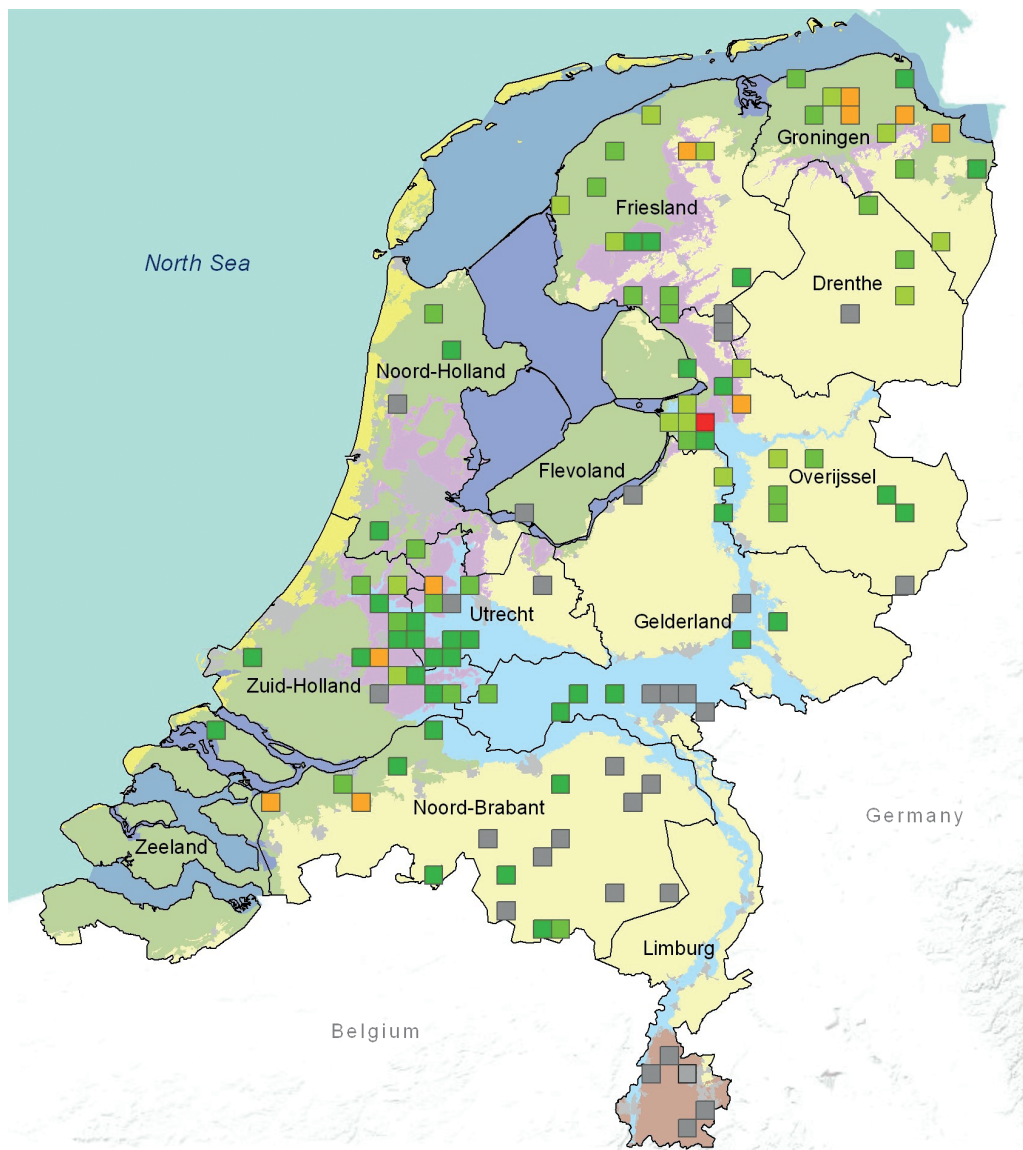 Groningen
Friesland
North Sea
Drenthe
Noord-Holland
Flevoland
Overijssel
Utrecht
Gelderland
Zuid-Holland
Noord-Brabant
Germany
Zeeland
Limburg
Belgium